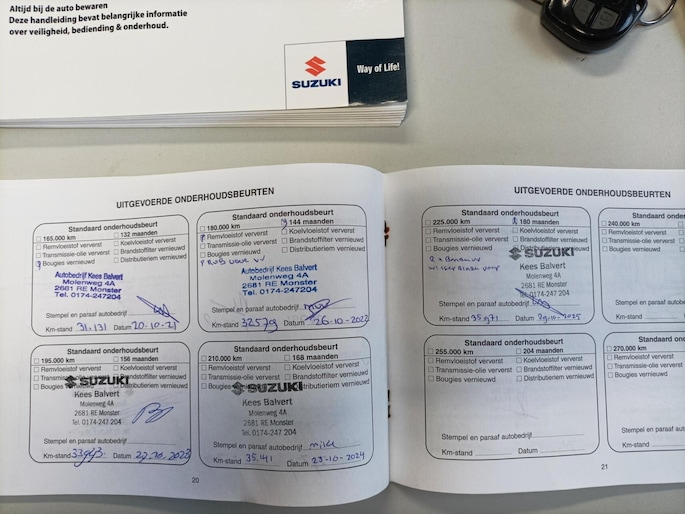 Altijd bij de auto bewaren
Deze handleiding bevat belangrijke informatie
over veiligheid, bediening & onderhoud.
SUZUKI
Way of Life!
UITGEVOERDE ONDERHOUDSBEURTEN
Standaard onderhoudsbeurt
165.000 km 132 maanden
Remvloeistof ververst Koelvloeistof ververst
Transmissie-olie ververst Brandstoffilter vernieuwd
Bougies vernieuwd Distributieriem vernieuwd
Autobedrijf Kees Balvert
Molenweg 4A
2681 RE Monster
Tel. 0174-247204
Stempel en paraaf autobedrijf
Km-stand 31.131 Datum 20-10-21
Standaard onderhoudsbeurt
180.000 km 144 maanden
Remvloeistof ververst Koelvloeistof ververst
Transmissie-olie ververst Brandstoffilter vernieuwd
Bougies vernieuwd Distributieriem vernieuwd
Autobedrijf Kees Balvert
Molenweg 4A
2681 RE Monster
Tel. 0174-247204
Stempel en paraaf autobedrijf
Km-stand 32579 Datum 26-10-2022
Standaard onderhoudsbeurt
195.000 km 156 maanden
Remvloeistof ververst Koelvloeistof ververst
Transmissie-olie ververst Brandstoffilter vernieuwd
Bougies vernieuwd Distributieriem vernieuwd
SUZUKI
Kees Balvert
Molenweg 4A
2681 RE Monster
Tel. 0174-247 204
Stempel en paraaf autobedrijf
Km-stand Datum
Standaard onderhoudsbeurt
210.000 km 168 maanden
Remvloeistof ververst Koelvloeistof ververst
Transmissie-olie ververst Brandstoffilter vernieuwd
Bougies vernieuwd Distributieriem vernieuwd
SUZUKI
Kees Balvert
Molenweg 4A
2681 RE Monster
Tel. 0174-247 204
Stempel en paraaf autobedrijf
Km-stand 35.141 Datum 23-10-2024
20
UITGEVOERDE ONDERHOUDSBEURTEN
Standaard onderhoudsbeurt
225.000 km 180 maanden
Remvloeistof ververst Koelvloeistof ververst
Transmissie-olie ververst Brandstoffilter vernieuwd
Bougies vernieuwd
SUZUKI
Kees Balvert
Molenweg 4A
2681 RE Monster
Tel. 0174-247 204
Stempel en paraaf autobedrijf
Km-stand 35.971 Datum 29-10-2025
240.000 km
Remvloeistof
Transmissie-olie
Bougies vernieuwd
Stempel en paraaf
Km-stand
Standaard onderhoudsbeurt
255.000 km 204 maanden
Remvloeistof ververst Koelvloeistof ververst
Transmissie-olie ververst Brandstoffilter vernieuwd
Bougies vernieuwd Distributieriem vernieuwd
Stempel en paraaf autobedrijf
Km-stand Datum
270.000 km
Remvloeistof
Transmissie-olie
Bougies vernieuwd
Stempel en paraaf
Km-stand
21